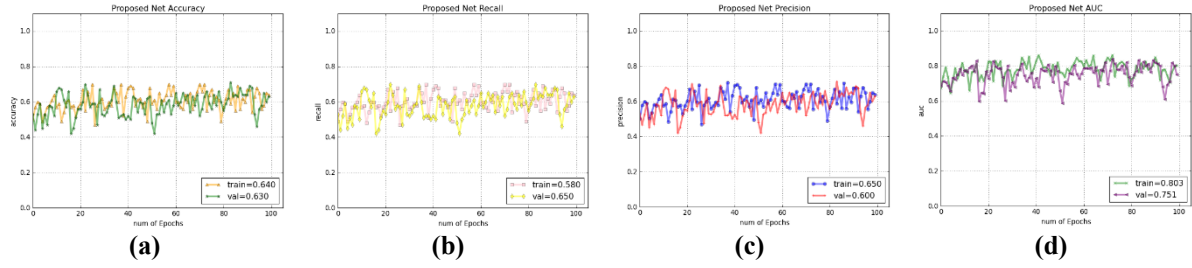 Proposed Net Accuracy
1.0
0.8
0.6
0.4
0.2
0.0
accuracy
0 20 40 60 80 100
num of Epochs
train=0.640
val=0.630
(a)
Proposed Net Recall
1.0
0.8
0.6
0.4
0.2
0.0
recall
0 20 40 60 80 100
num of Epochs
train=0.580
val=0.650
(b)
Proposed Net Precision
1.0
0.8
0.6
0.4
0.2
0.0
precision
0 20 40 60 80 100
num of Epochs
train=0.650
val=0.600
(c)
Proposed Net AUC
1.0
0.8
0.6
0.4
0.2
0.0
auc
0 20 40 60 80 100
num of Epochs
train=0.803
val=0.751
(d)